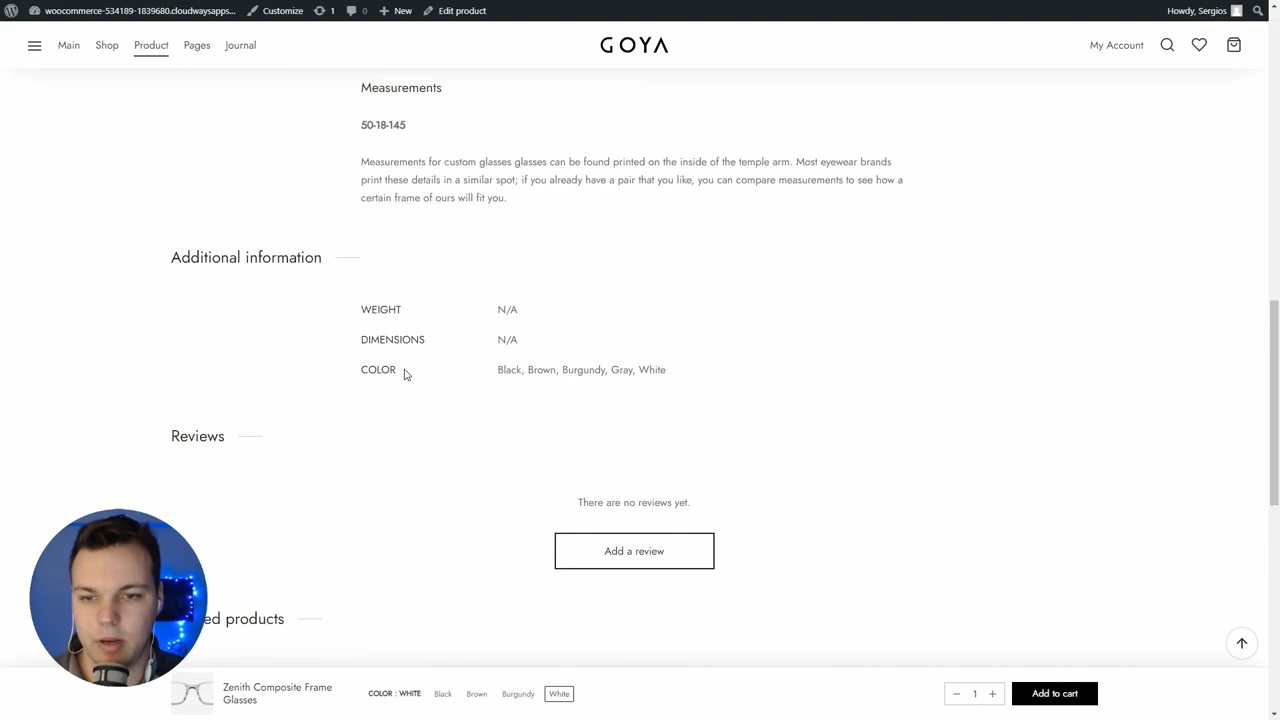 woocommerce-534189-1839680.cloudwaysapps... Customize 1 0 New Edit product Howdy, Sergios
Main Shop Product Pages Journal GOYA My Account
Measurements
50-18-145
Measurements for custom glasses glasses can be found printed on the inside of the temple arm. Most eyewear brands
print these details in a similar spot; if you already have a pair that you like, you can compare measurements to see how a
certain frame of ours will fit you.
Additional information
WEIGHT N/A
DIMENSIONS N/A
COLOR Black, Brown, Burgundy, Gray, White
Reviews
There are no reviews yet.
Add a review
ed products
Zenith Composite Frame
Glasses
COLOR : WHITE Black Brown Burgundy White
1 Add to cart